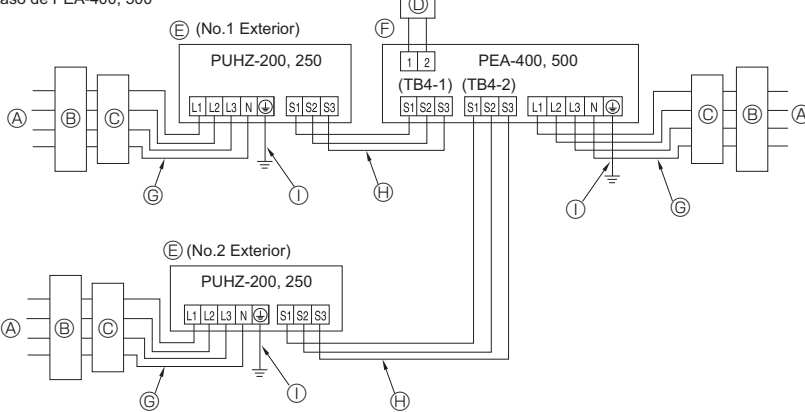 aso de PEA-400, 500
D
E (No.1 Exterior)
F
PUHZ-200, 250
1 2
PEA-400, 500
(TB4-1) (TB4-2)
L1 L2 L3 N ⏚ S1 S2 S3
S1 S2 S3 S1 S2 S3 L1 L2 L3 N ⏚
A B C
C B A
H
I
G
I
G
E (No.2 Exterior)
PUHZ-200, 250
L1 L2 L3 N ⏚ S1 S2 S3
A B C
I
H
G